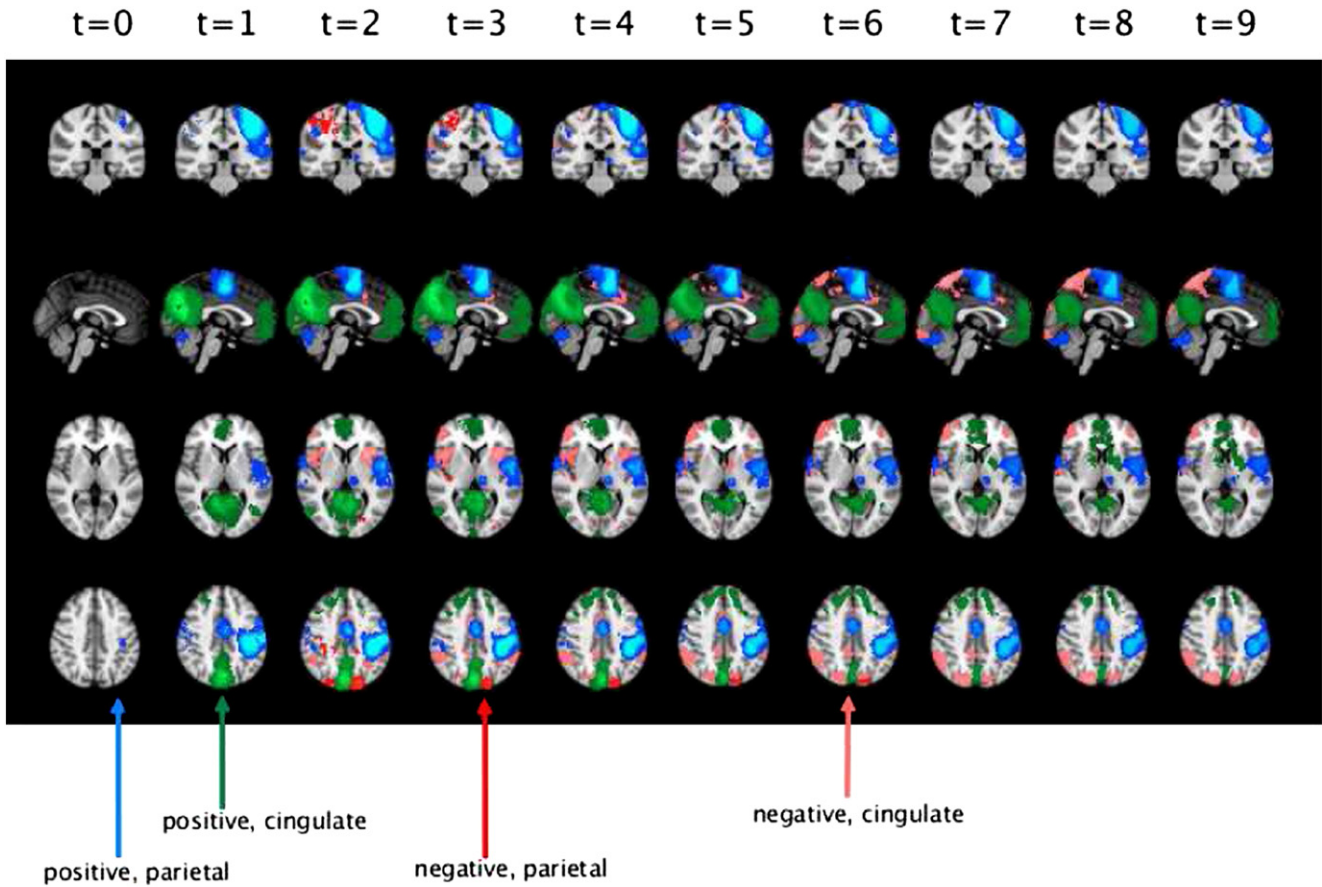 t=0 t=1 t=2 t=3 t=4 t=5 t=6 t=7 t=8 t=9
positive, cingulate
negative, cingulate
positive, parietal
negative, parietal